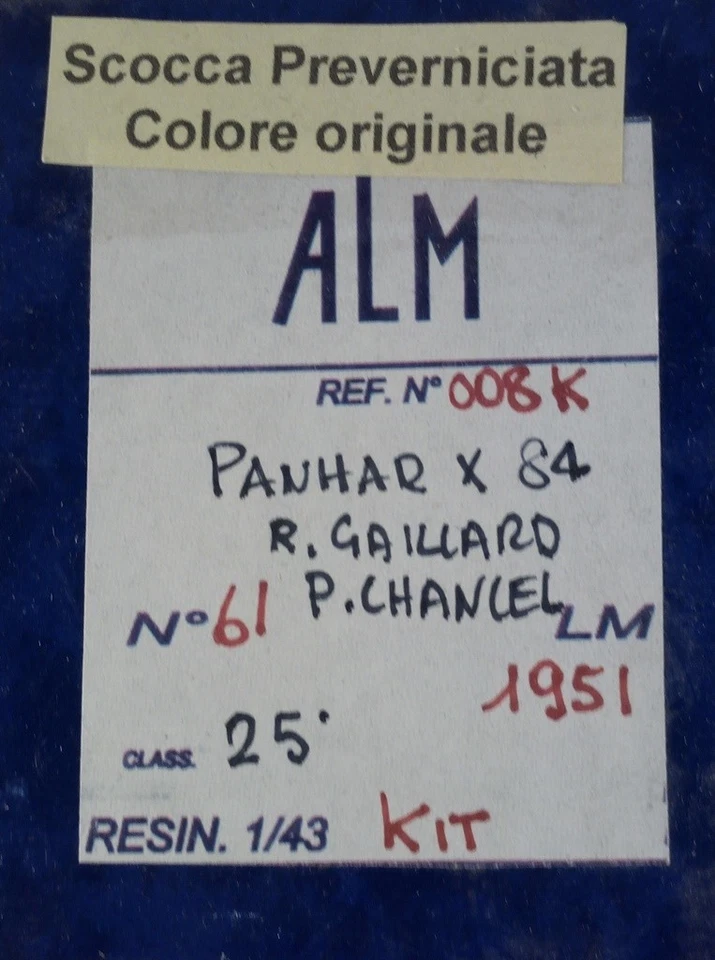 Scocca Preverniciata
Colore originale
ALM
REF. N° 008K
PANHAR X 84
R. GAILLARD
P. CHANCEL
N° 61 LM
1951
CLASS. 25°
RESIN. 1/43 KIT